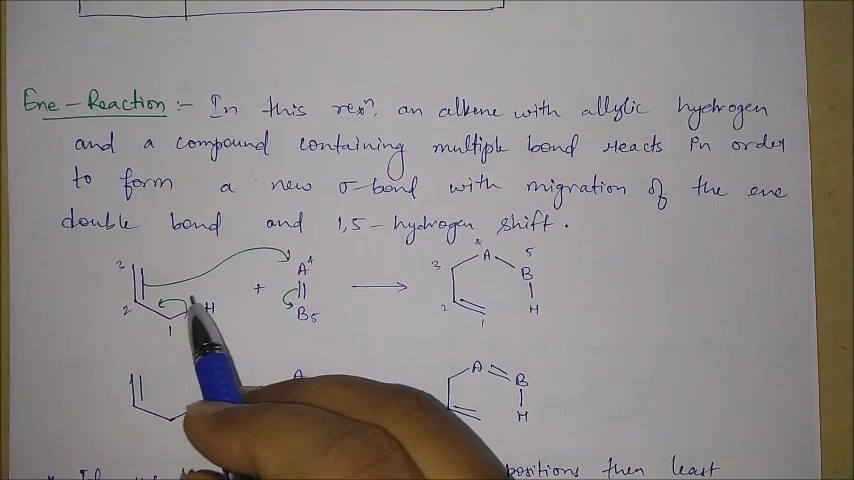 Ene-Reaction :- In this rexⁿ, an alkene with allylic hydrogen
and a compound containing multiple bond reacts in order
to form a new σ-bond with migration of the ene
double bond and 1,5-hydrogen shift.
3 A4 A 5
3 B
+
2 H B5 H
1 2 1
A A B
H
positions then least